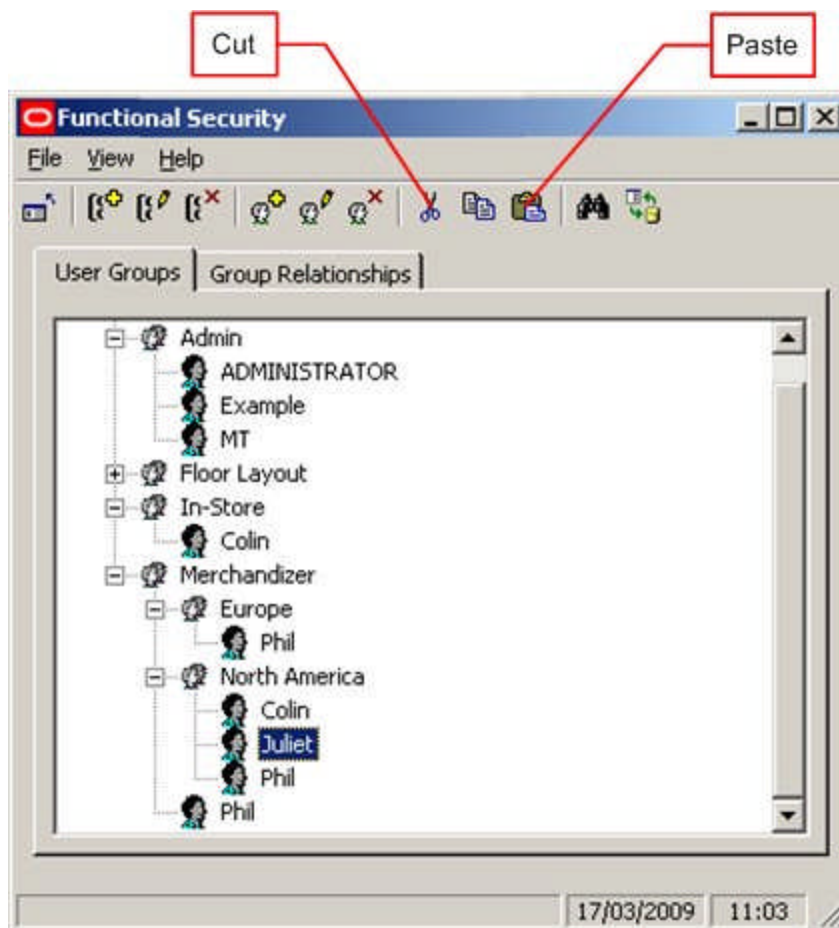 Cut
Paste
Functional Security
File View Help
User Groups
Group Relationships
Admin
ADMINISTRATOR
Example
MT
Floor Layout
In-Store
Colin
Merchandizer
Europe
Phil
North America
Colin
Juliet
Phil
Phil
17/03/2009
11:03